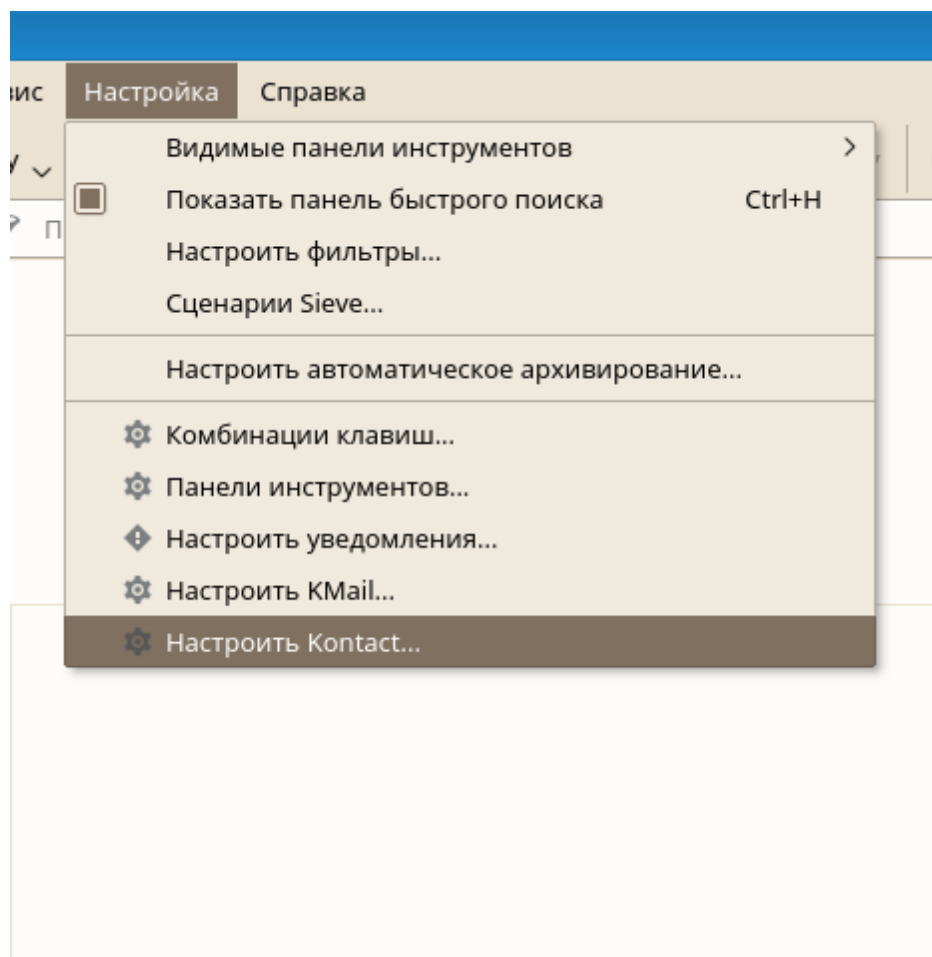 Настройка Справка
Видимые панели инструментов
Показать панель быстрого поиска Ctrl+H
Настроить фильтры...
Сценарии Sieve...
Настроить автоматическое архивирование...
Комбинации клавиш...
Панели инструментов...
Настроить уведомления...
Настроить KMail...
Настроить Kontact...